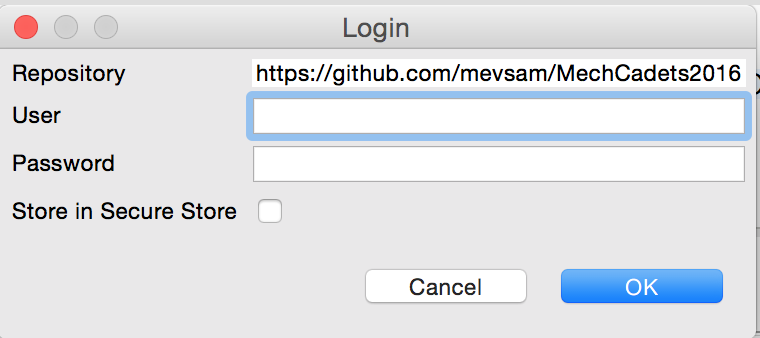 Login
Repository https://github.com/mevsam/MechCadets2016
User
Password
Store in Secure Store
Cancel OK